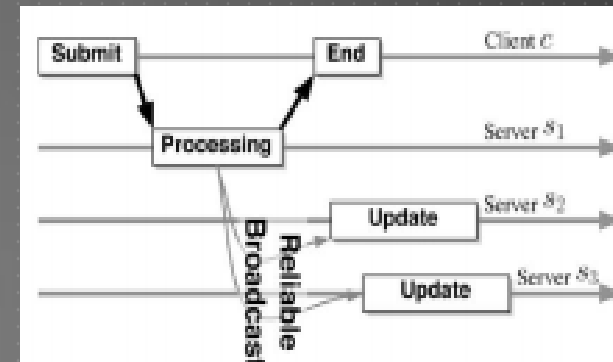 Submit
End
Client C
Processing
Server S1
Update
Server S2
Reliable
Broadcast
Update
Server S3